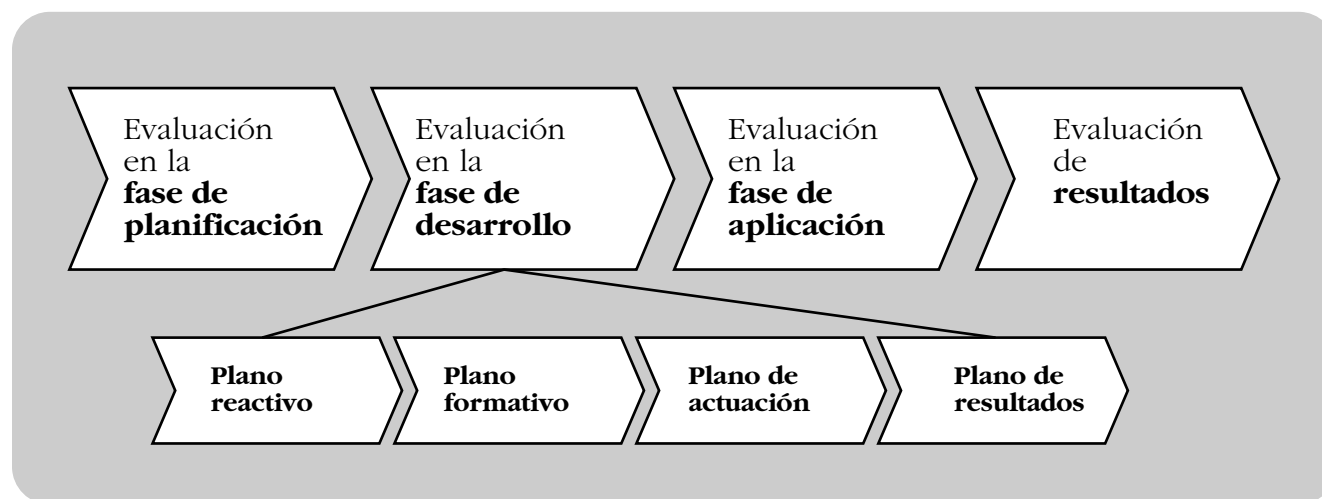 Evaluación
en la
fase de
planificación
Evaluación
en la
fase de
desarrollo
Evaluación
en la
fase de
aplicación
Evaluación
de
resultados
Plano
reactivo
Plano
formativo
Plano de
actuación
Plano de
resultados